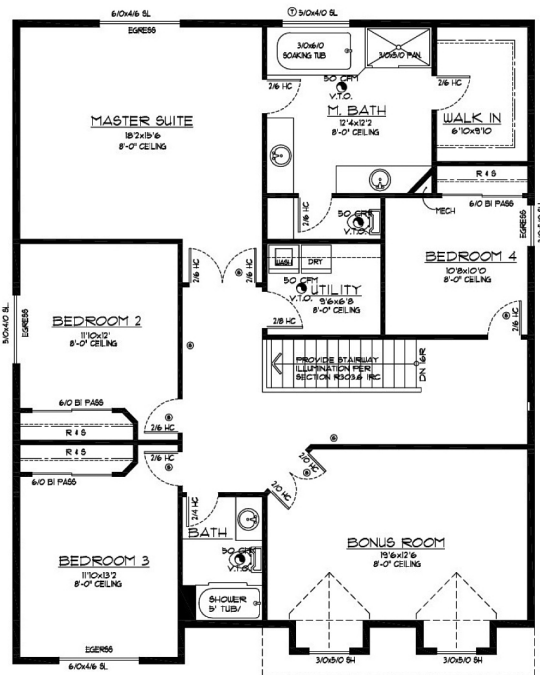 6/0x4/6 SL
T 5/0x4/0 SL
EGRESS
3/0x6/0
SOAKING TUB
3/0x5/0 PAN.
2/6 HC
50 CFM
V.T.O.
2/6 HC
MASTER SUITE
18'2x15'6
8'-0" CEILING
M. BATH
12'4x12'2
8'-0" CEILING
WALK IN
6'10x9'10
R & S
6/0 BI PASS
MECH
2/6 HC
50 CFM
V.T.O.
EGRESS
BEDROOM 4
10'8x10'0
8'-0" CEILING
2/6 HC
2/6 HC
2/6 HC
WASH
DRY
50 CFM
V.T.O.
UTILITY
9'6x6'8
8'-0" CEILING
2/8 HC
5/0x4/0 SL
EGRESS
BEDROOM 2
11'10x12'
8'-0" CEILING
PROVIDE STAIRWAY
ILLUMINATION PER
SECTION R303.6 IRC
DN 16R
6/0 BI PASS
R & S
2/6 HC
R & S
6/0 BI PASS
2/6 HC
2/0 HC
2/0 HC
2/4 HC
BATH
50 CFM
V.T.O.
BONUS ROOM
19'6x12'6
8'-0" CEILING
BEDROOM 3
11'10x13'2
8'-0" CEILING
SHOWER
5' TUB/
EGERSS
6/0x4/6 SL
3/0x5/0 SH
3/0x5/0 SH